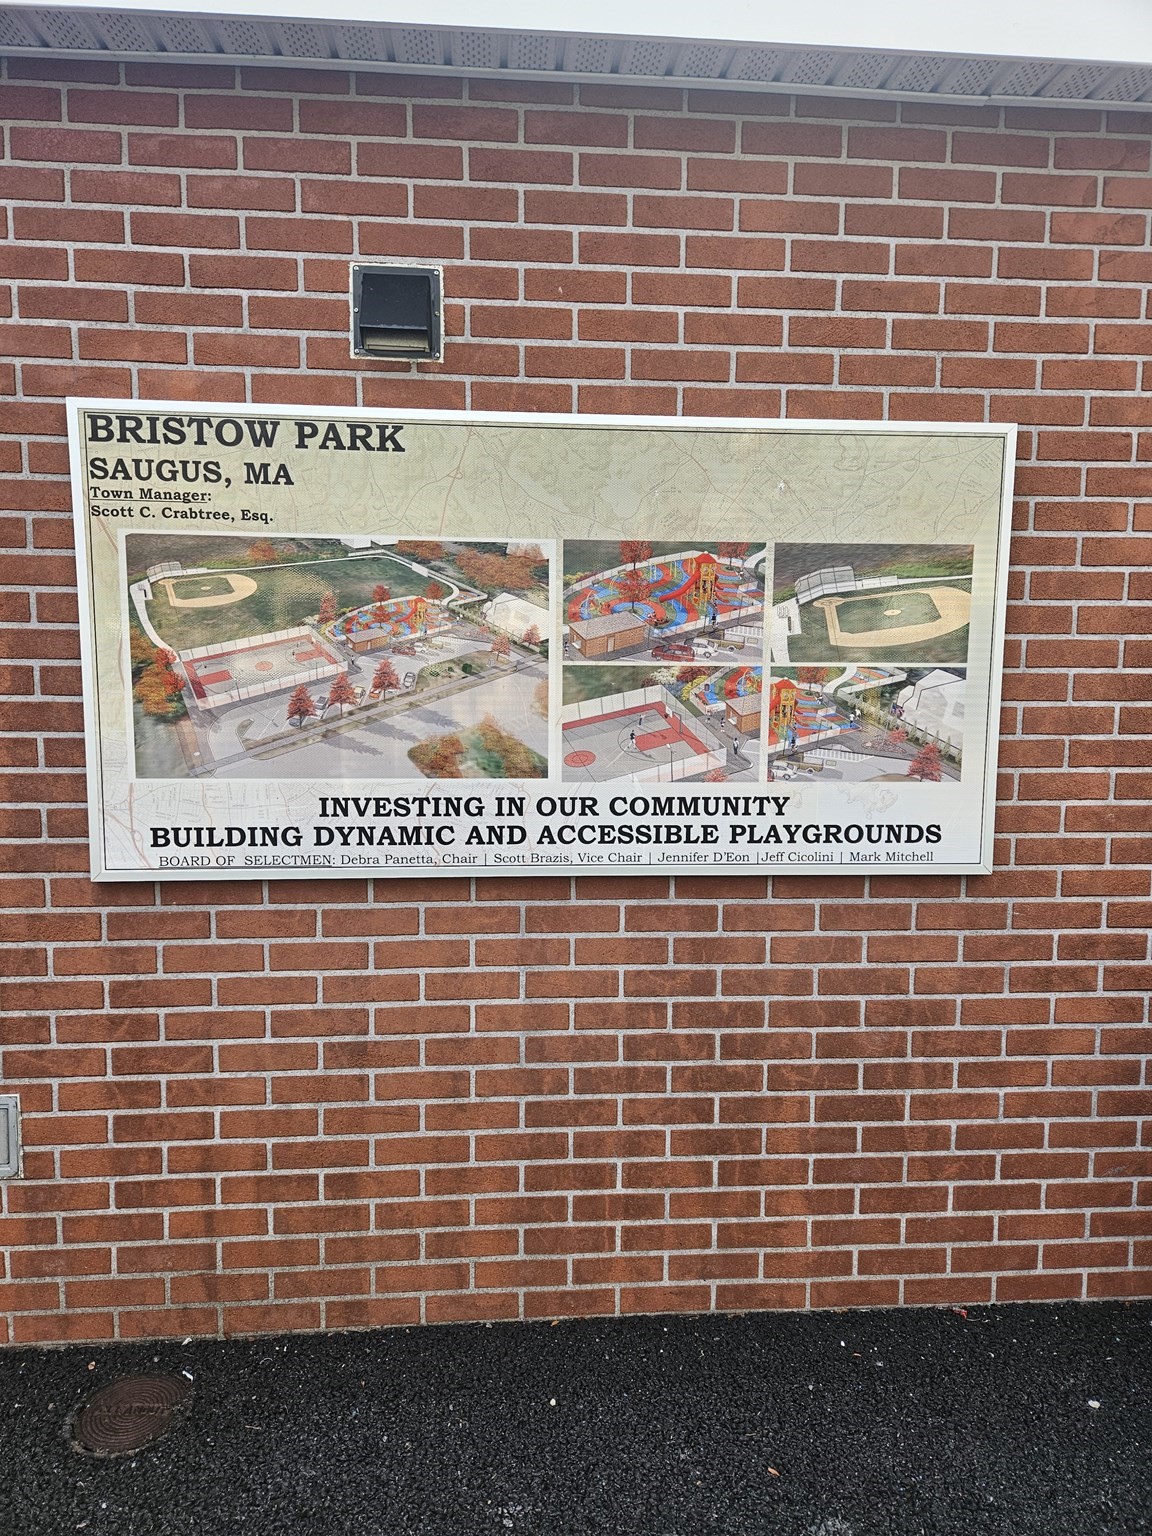 BRISTOW PARK
SAUGUS, MA
Town Manager:
Scott C. Crabtree, Esq.
INVESTING IN OUR COMMUNITY
BUILDING DYNAMIC AND ACCESSIBLE PLAYGROUNDS
BOARD OF SELECTMEN: Debra Panetta, Chair | Scott Brazis, Vice Chair | Jennifer D'Eon |Jeff Cicolini | Mark Mitchell